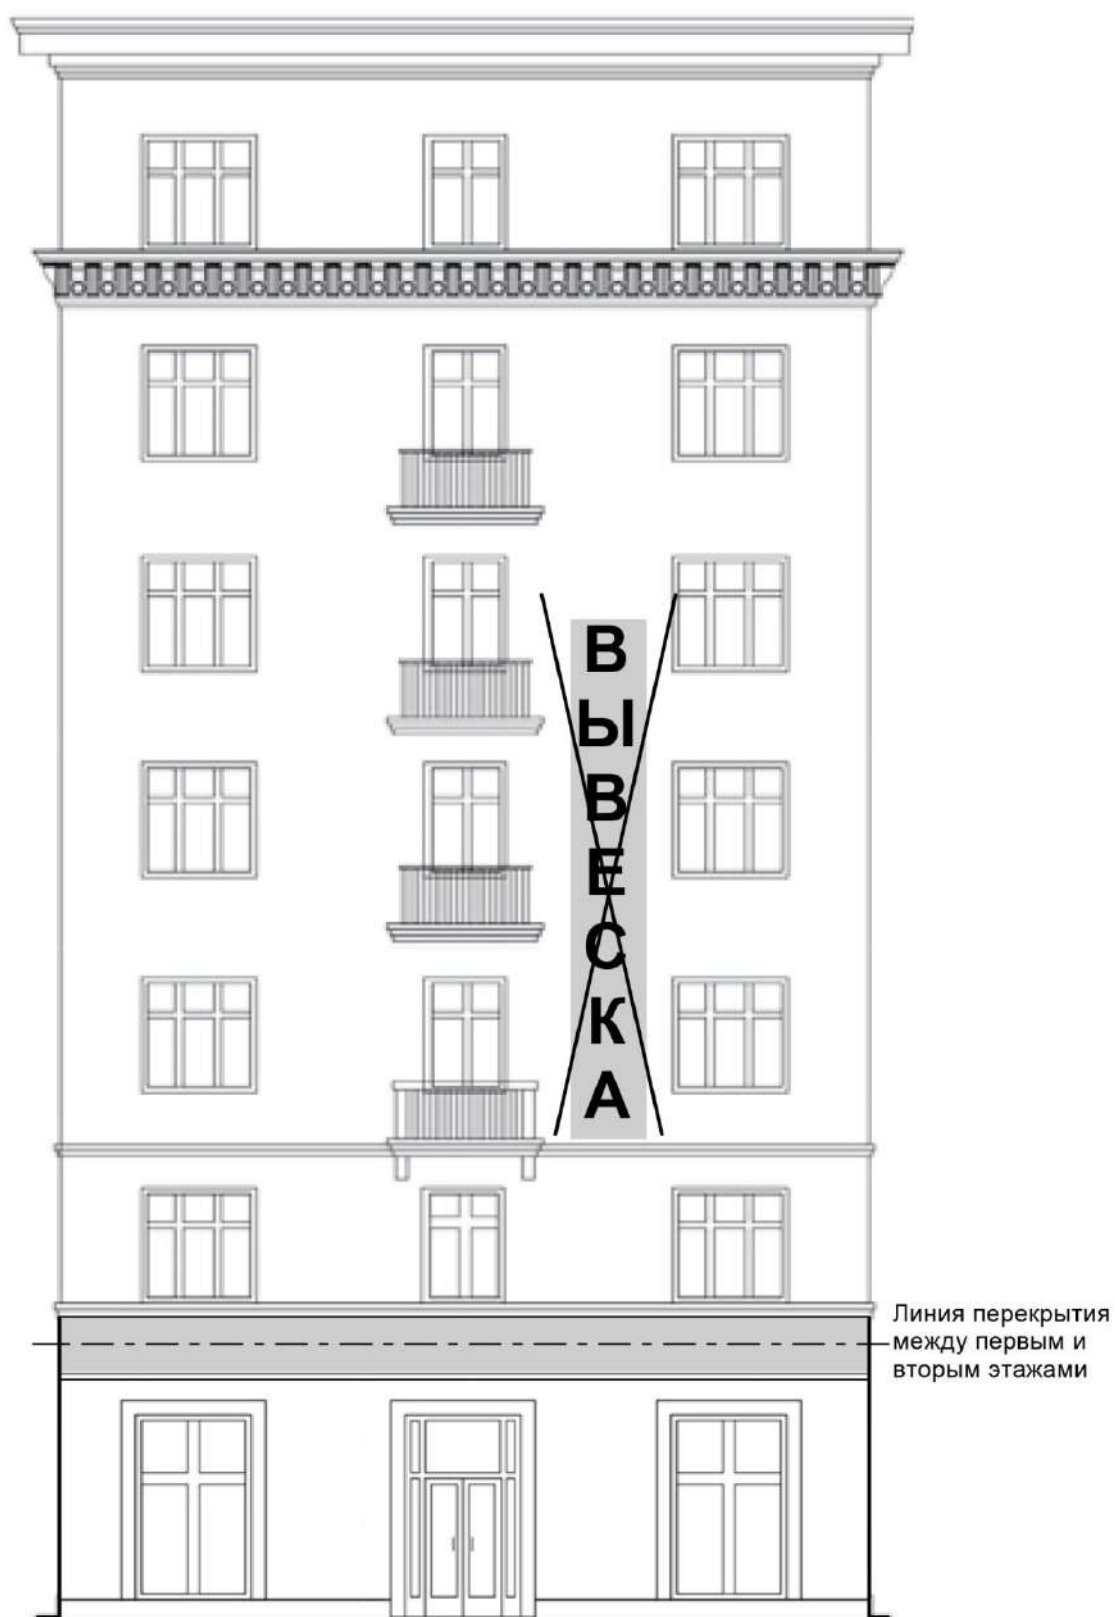 В
Ы
В
Е
С
К
А
Линия перекрытия
между первым и
вторым этажами